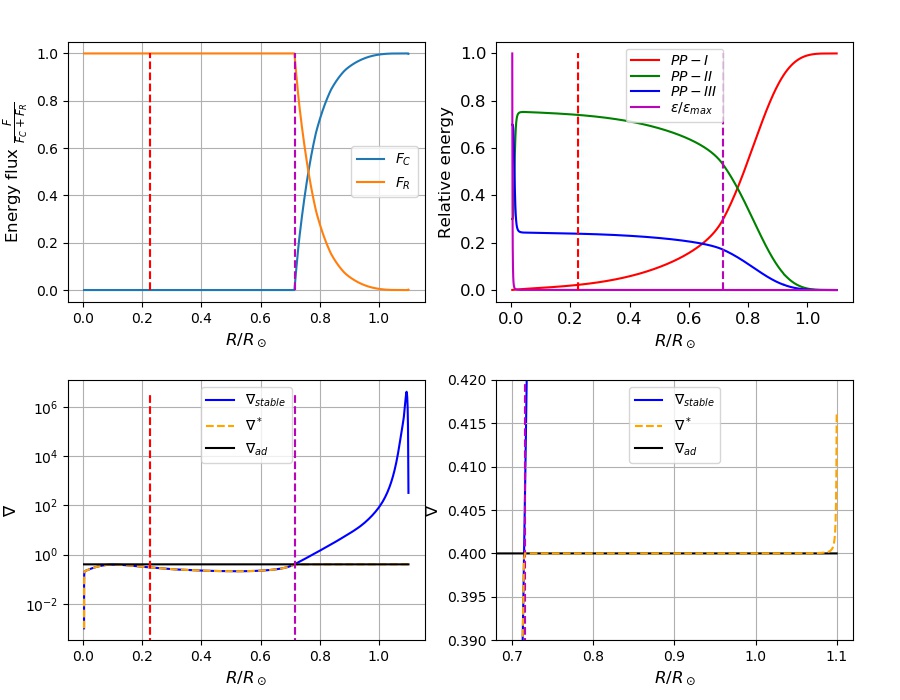 1.0
0.8
0.6
0.4
0.2
0.0
Energy flux F/(F_C + F_R)
F_C
F_R
0.0 0.2 0.4 0.6 0.8 1.0
R/R_⊙
1.0
0.8
0.6
0.4
0.2
0.0
Relative energy
PP − I
PP − II
PP − III
ε/ε_max
0.0 0.2 0.4 0.6 0.8 1.0
R/R_⊙
10^6
10^4
10^2
10^0
10^−2
∇
∇_stable
∇^*
∇_ad
0.0 0.2 0.4 0.6 0.8 1.0
R/R_⊙
0.420
0.415
0.410
0.405
0.400
0.395
0.390
∇
∇_stable
∇^*
∇_ad
0.7 0.8 0.9 1.0 1.1
R/R_⊙